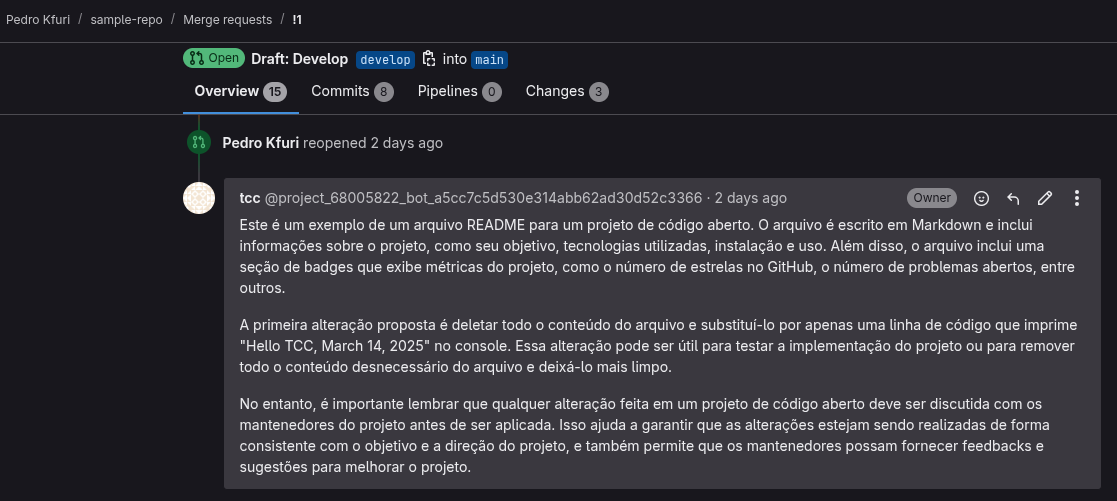 Pedro Kfuri / sample-repo / Merge requests / !1
Open Draft: Develop develop into main
Overview 15 Commits 8 Pipelines 0 Changes 3
Pedro Kfuri reopened 2 days ago
tcc @project_68005822_bot_a5cc7c5d530e314abb62ad30d52c3366 · 2 days ago Owner
Este é um exemplo de um arquivo README para um projeto de código aberto. O arquivo é escrito em Markdown e inclui
informações sobre o projeto, como seu objetivo, tecnologias utilizadas, instalação e uso. Além disso, o arquivo inclui uma
seção de badges que exibe métricas do projeto, como o número de estrelas no GitHub, o número de problemas abertos, entre
outros.
A primeira alteração proposta é deletar todo o conteúdo do arquivo e substituí-lo por apenas uma linha de código que imprime
"Hello TCC, March 14, 2025" no console. Essa alteração pode ser útil para testar a implementação do projeto ou para remover
todo o conteúdo desnecessário do arquivo e deixá-lo mais limpo.
No entanto, é importante lembrar que qualquer alteração feita em um projeto de código aberto deve ser discutida com os
mantenedores do projeto antes de ser aplicada. Isso ajuda a garantir que as alterações estejam sendo realizadas de forma
consistente com o objetivo e a direção do projeto, e também permite que os mantenedores possam fornecer feedbacks e
sugestões para melhorar o projeto.